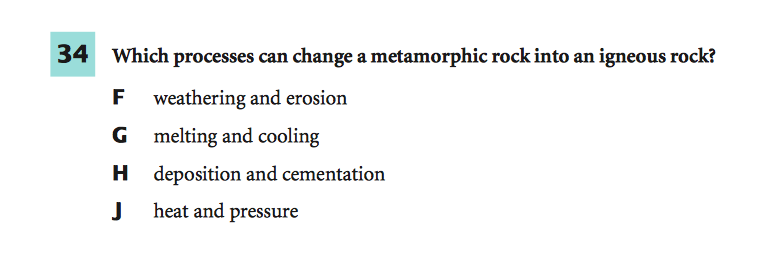 34 Which processes can change a metamorphic rock into an igneous rock?
F weathering and erosion
G melting and cooling
H deposition and cementation
J heat and pressure